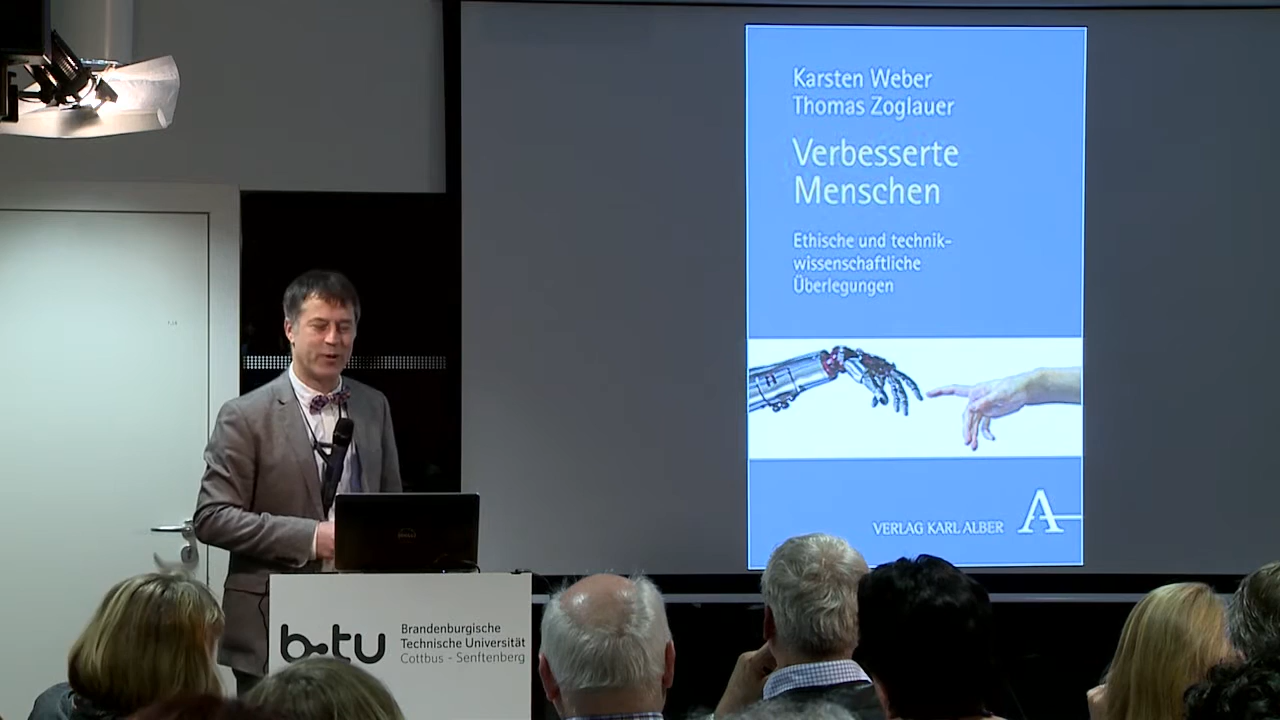 Karsten Weber
Thomas Zoglauer
Verbesserte
Menschen
Ethische und technik-
wissenschaftliche
Überlegungen
VERLAG KARL ALBER
A
b-tu
Brandenburgische
Technische Universität
Cottbus - Senftenberg
DELL